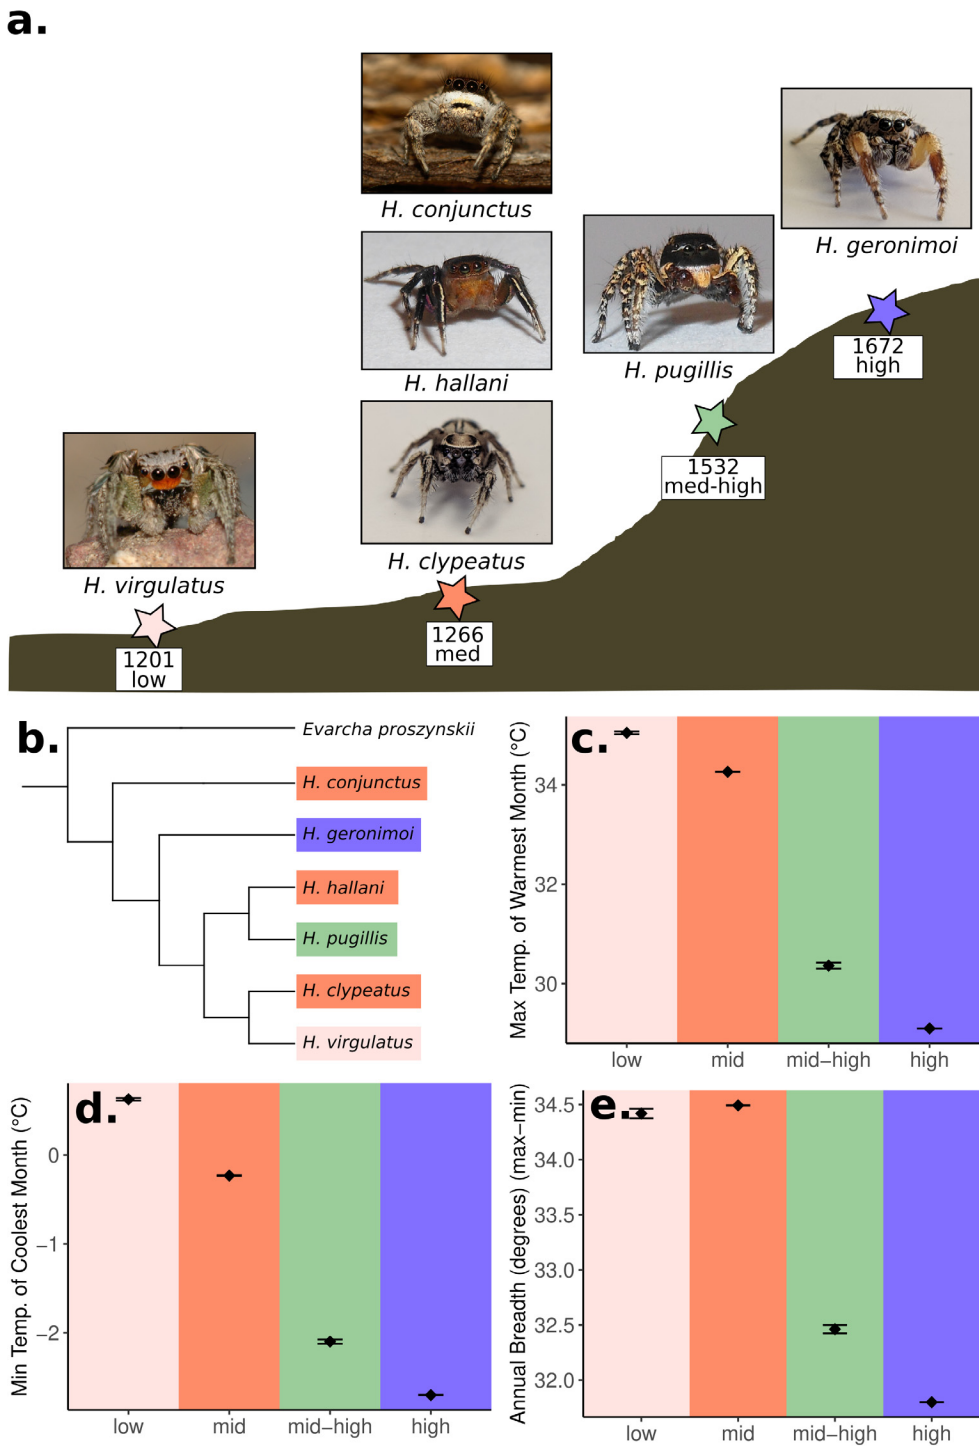 a.
H. conjunctus
H. geronimoi
H. hallani
H. pugillis
H. clypeatus
H. virgulatus
1672
high
1532
med-high
1266
med
1201
low
b.
Evarcha proszynskii
H. conjunctus
H. geronimoi
H. hallani
H. pugillis
H. clypeatus
H. virgulatus
c.
Max Temp. of Warmest Month (°C)
34
32
30
low mid mid−high high
d.
Min Temp. of Coolest Month (°C)
0
−1
−2
low mid mid−high high
e.
Annual Breadth (degrees) (max−min)
34.5
34.0
33.5
33.0
32.5
32.0
low mid mid−high high